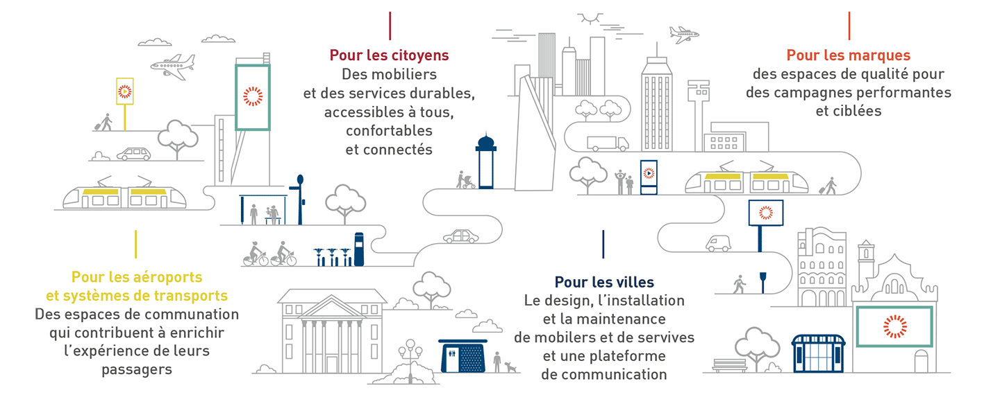 Pour les citoyens
Des mobiliers
et des services durables,
accessibles à tous,
confortables
et connectés
Pour les marques
des espaces de qualité pour
des campagnes performantes
et ciblées
Pour les aéroports
et systèmes de transports
Des espaces de communation
qui contribuent à enrichir
l’expérience de leurs
passagers
Pour les villes
Le design, l’installation
et la maintenance
de mobilers et de servives
et une plateforme
de communication